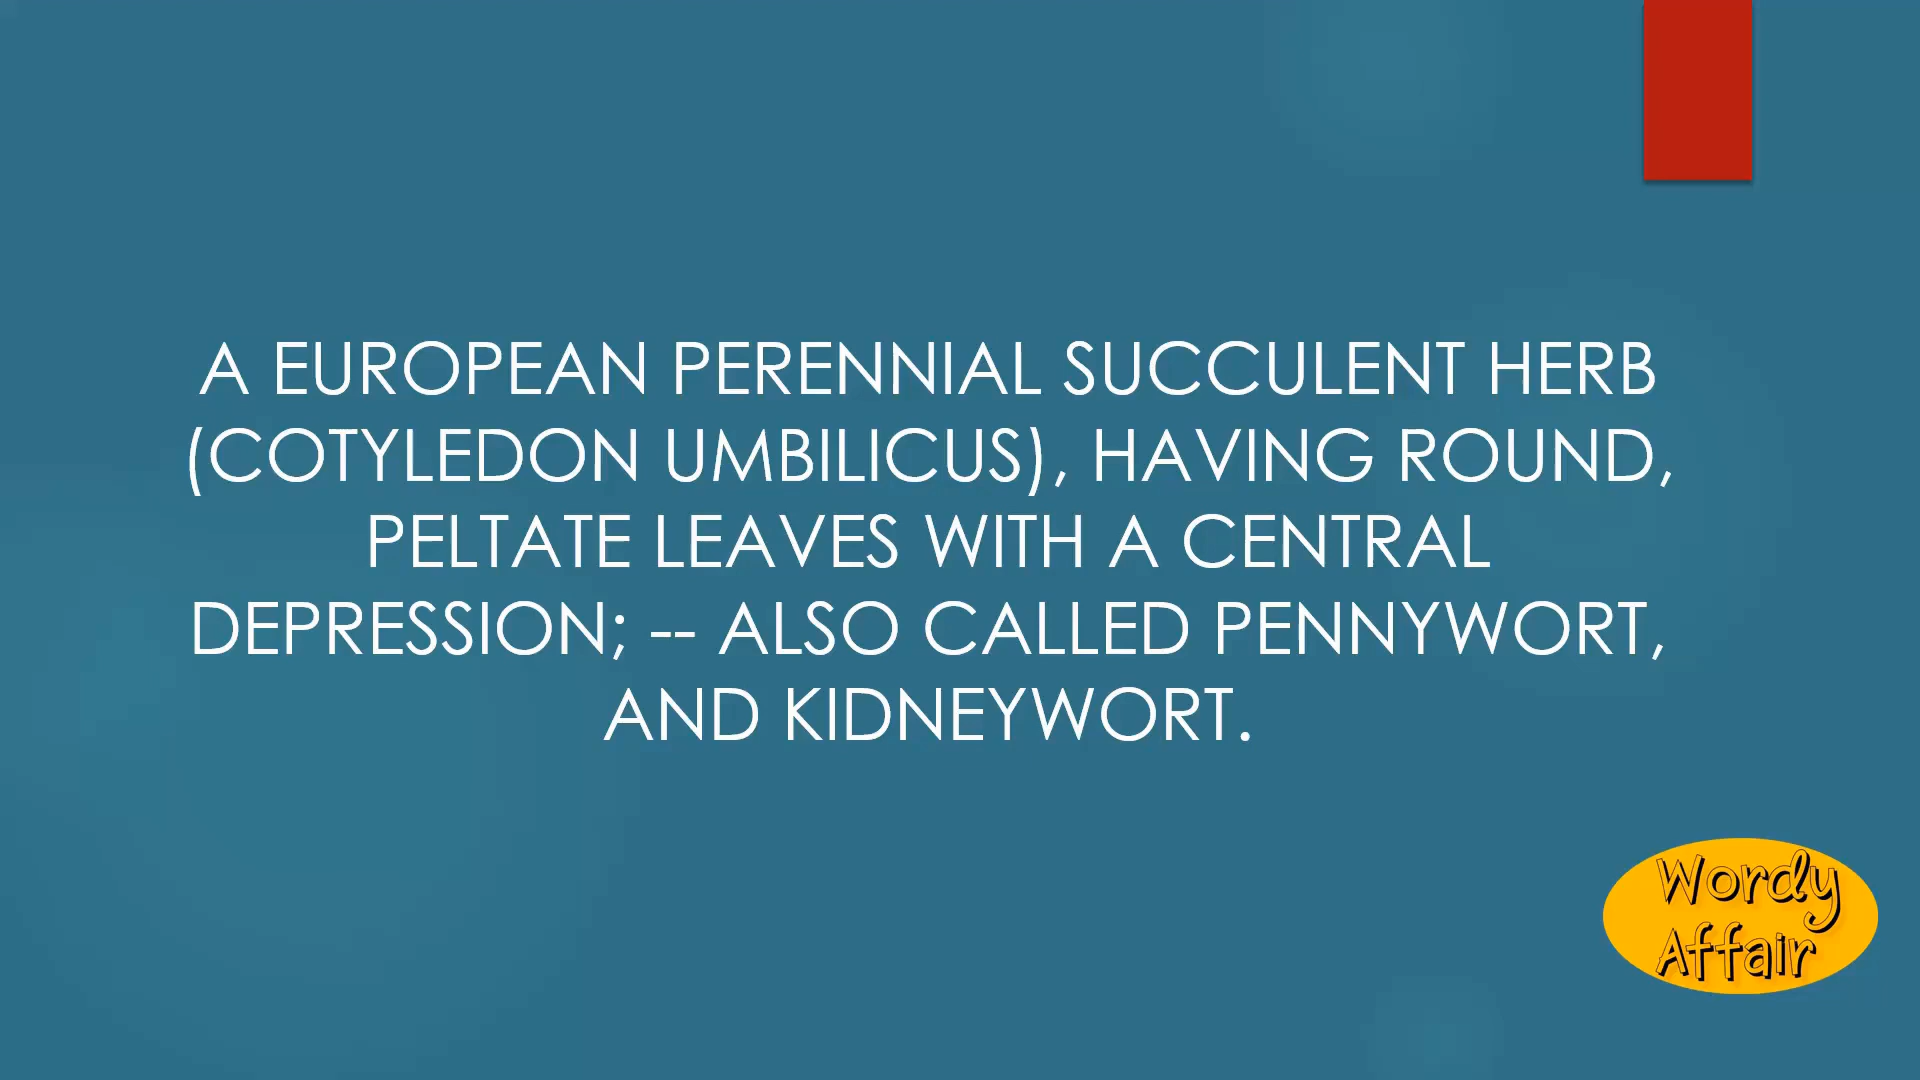 A EUROPEAN PERENNIAL SUCCULENT HERB
(COTYLEDON UMBILICUS), HAVING ROUND,
PELTATE LEAVES WITH A CENTRAL
DEPRESSION; -- ALSO CALLED PENNYWORT,
AND KIDNEYWORT.
Wordy
Affair